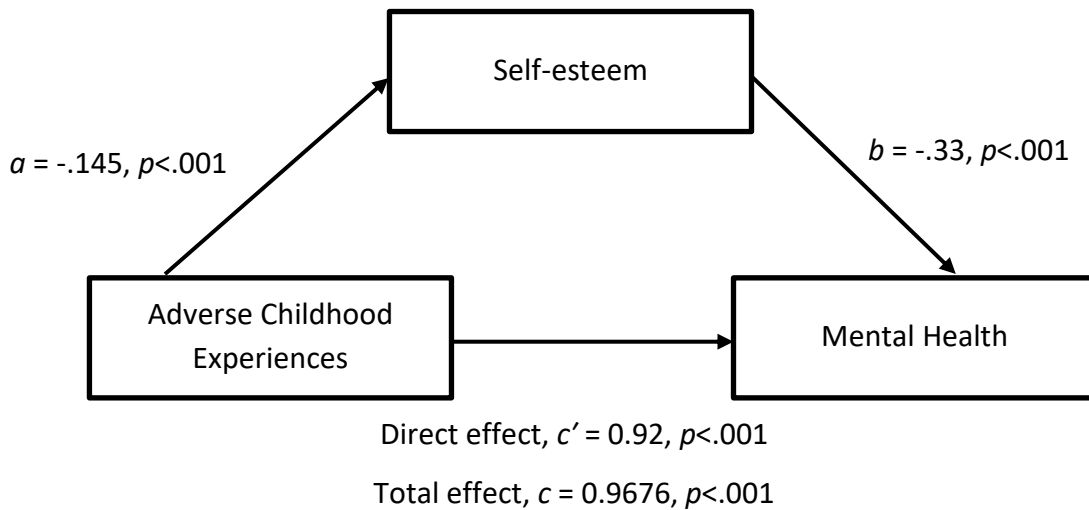 Self-esteem
a = -.145, p<.001
b = -.33, p<.001
Adverse Childhood
Experiences
Mental Health
Direct effect, c′ = 0.92, p<.001
Total effect, c = 0.9676, p<.001